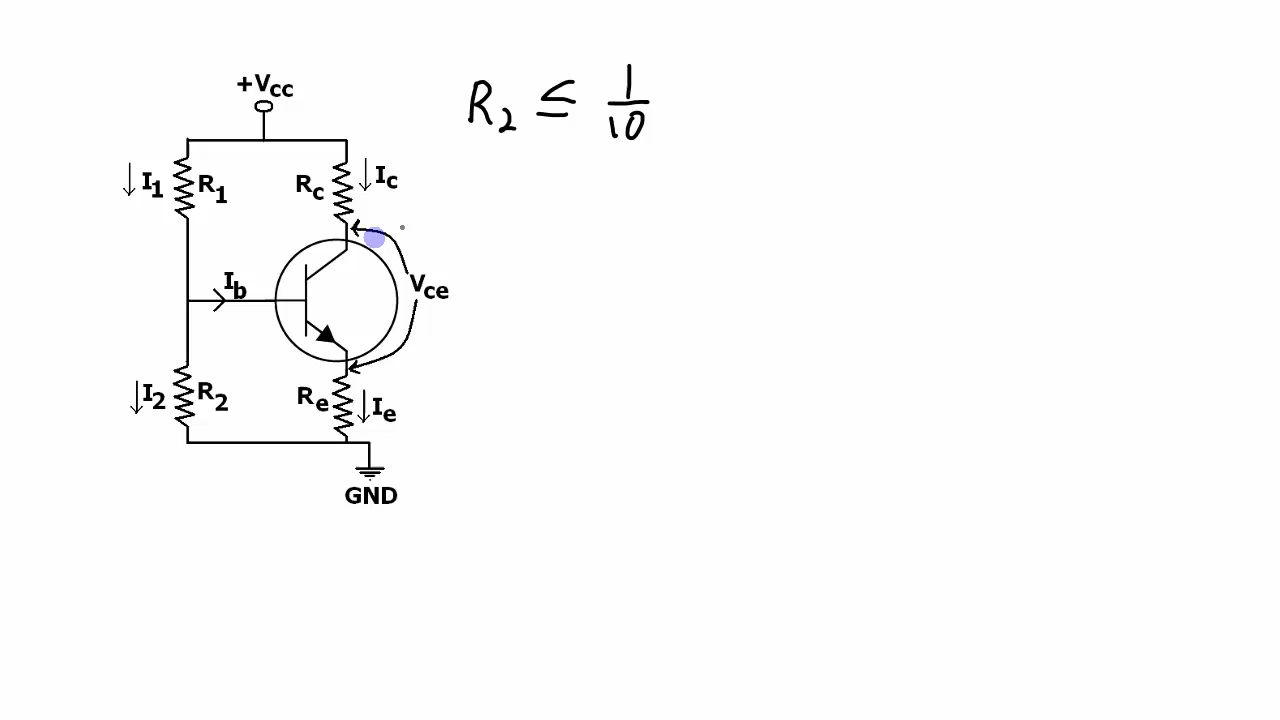 +Vcc
R2 ≤ 1/10
I1
R1
Rc
Ic
Ib
Vce
I2
R2
Re
Ie
GND